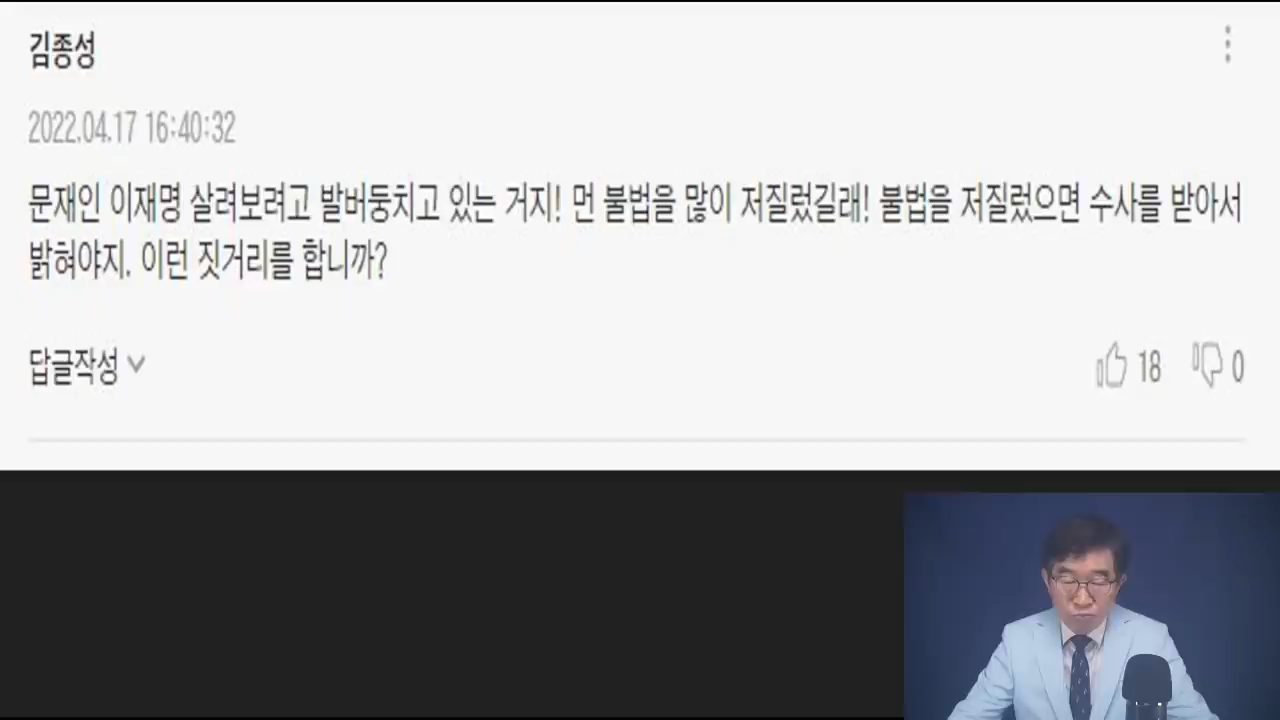 김종성
2022.04.17 16:40:32
문재인 이재명 살려보려고 발버둥치고 있는 거지! 먼 불법을 많이 저질렀길래! 불법을 저질렀으면 수사를 받아서
밝혀야지. 이런 짓거리를 합니까?
답글작성
18 0